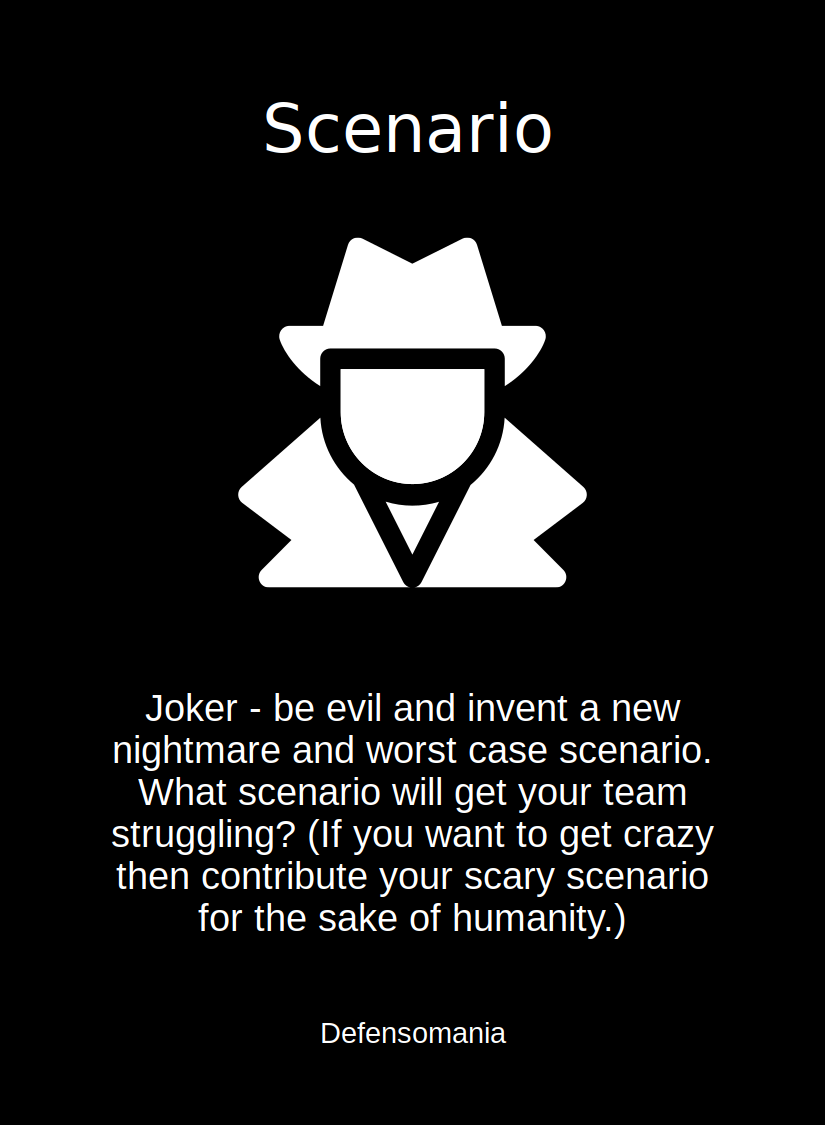 Scenario
Joker - be evil and invent a new
nightmare and worst case scenario.
What scenario will get your team
struggling? (If you want to get crazy
then contribute your scary scenario
for the sake of humanity.)
Defensomania